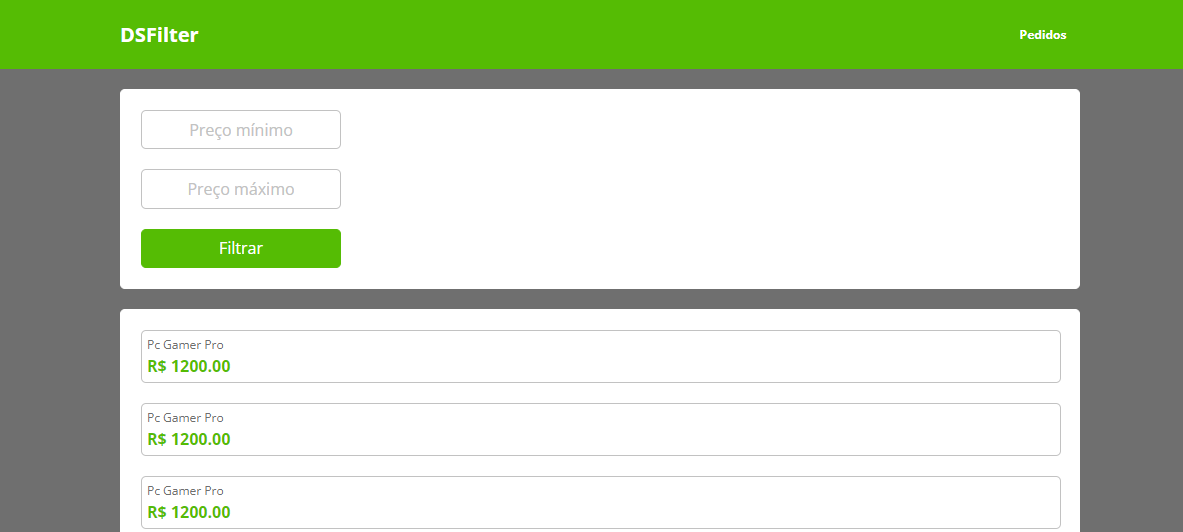 DSFilter
Pedidos
Preço mínimo
Preço máximo
Filtrar
Pc Gamer Pro
R$ 1200.00
Pc Gamer Pro
R$ 1200.00
Pc Gamer Pro
R$ 1200.00